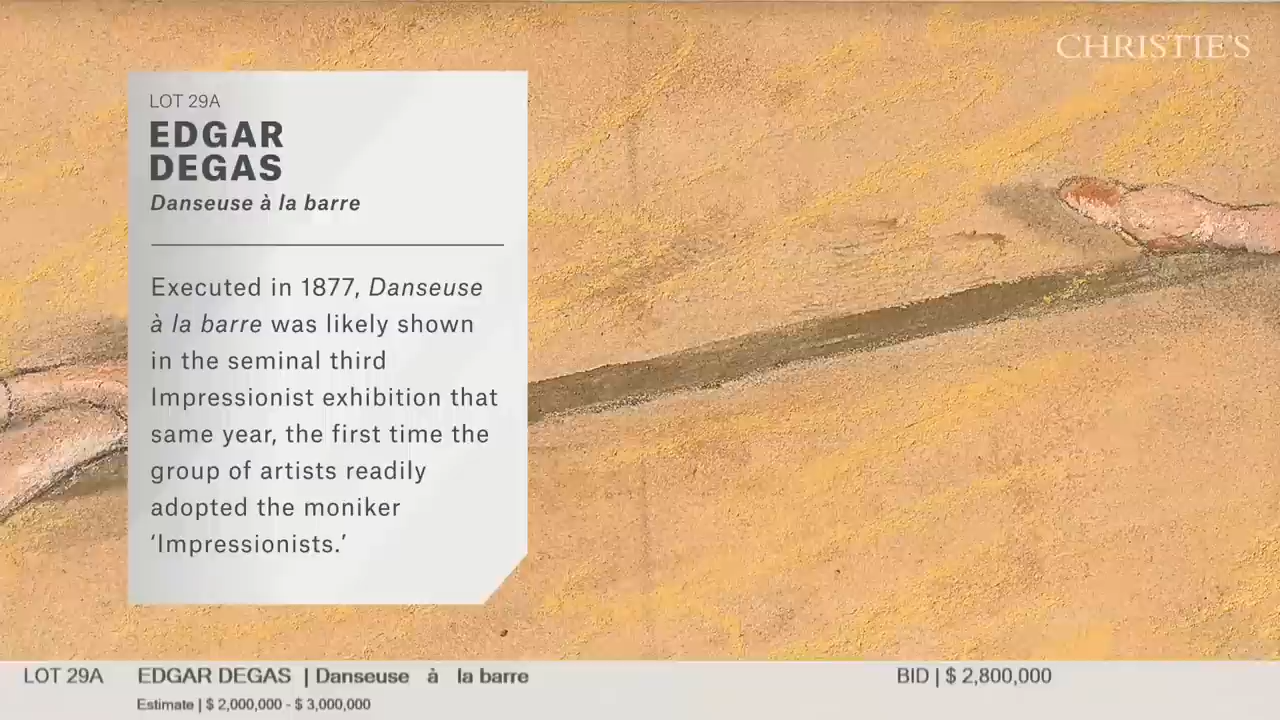 CHRISTIE'S
LOT 29A
EDGAR
DEGAS
Danseuse à la barre
Executed in 1877, Danseuse
à la barre was likely shown
in the seminal third
Impressionist exhibition that
same year, the first time the
group of artists readily
adopted the moniker
‘Impressionists.’
LOT 29A EDGAR DEGAS | Danseuse à la barre BID | $ 2,800,000
Estimate | $ 2,000,000 - $ 3,000,000